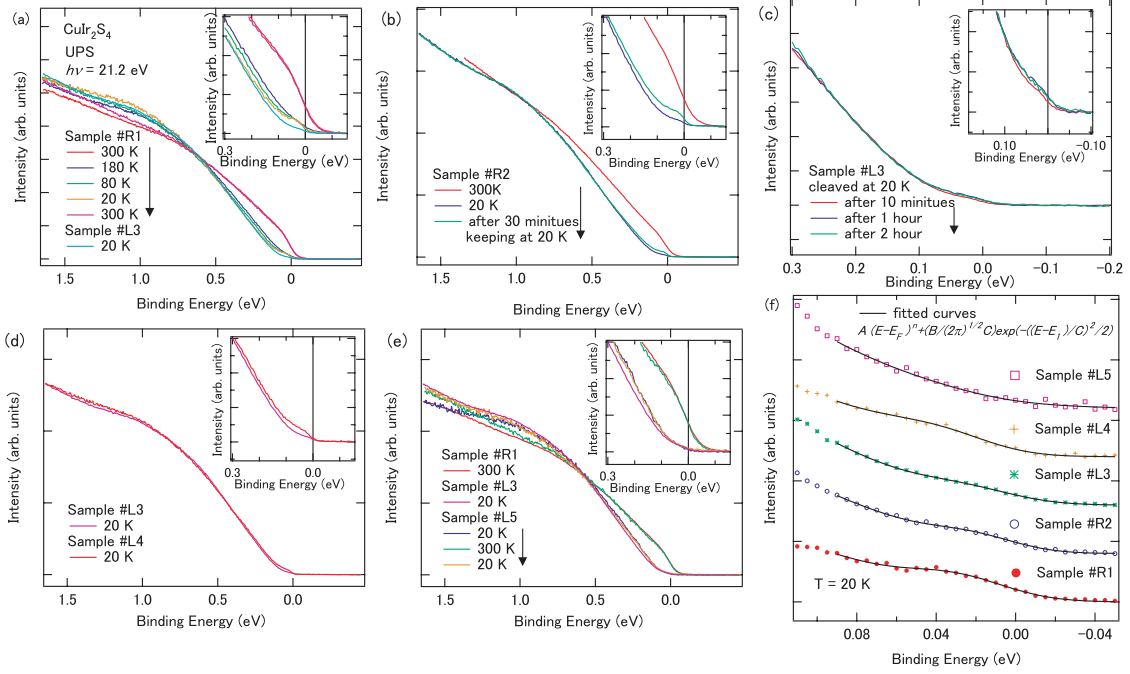 (a)
CuIr2S4
UPS
hν = 21.2 eV
Intensity (arb. units)
Sample #R1
300 K
180 K
80 K
20 K
300 K
Sample #L3
20 K
1.5
1.0
0.5
0
Binding Energy (eV)
Intensity (arb. units)
0.3
0
Binding Energy (eV)
(b)
Intensity (arb. units)
Sample #R2
300K
20 K
after 30 minitues
keeping at 20 K
1.5
1.0
0.5
0
Binding Energy (eV)
Intensity (arb. units)
0.3
0
Binding Energy (eV)
(c)
Intensity (arb. units)
Sample #L3
cleaved at 20 K
after 10 minitues
after 1 hour
after 2 hour
0.3
0.2
0.1
0.0
−0.1
−0.2
Binding Energy (eV)
Intensity (arb. units)
0.10
−0.10
Binding Energy (eV)
(d)
Intensity (arb. units)
Sample #L3
20 K
Sample #L4
20 K
1.5
1.0
0.5
0.0
Binding Energy (eV)
Intensity (arb. units)
0.3
0.0
Binding Energy (eV)
(e)
Intensity (arb. units)
Sample #R1
300 K
Sample #L3
20 K
Sample #L5
20 K
300 K
20 K
1.5
1.0
0.5
0.0
Binding Energy (eV)
Intensity (arb. units)
0.3
0.0
Binding Energy (eV)
(f)
Intensity (arb. units)
fitted curves
A (E−EF)^n+(B/(2π)^1/2 C)exp(−((E−E1)/C)^2/2)
Sample #L5
Sample #L4
Sample #L3
Sample #R2
Sample #R1
T = 20 K
0.08
0.04
0.00
−0.04
Binding Energy (eV)